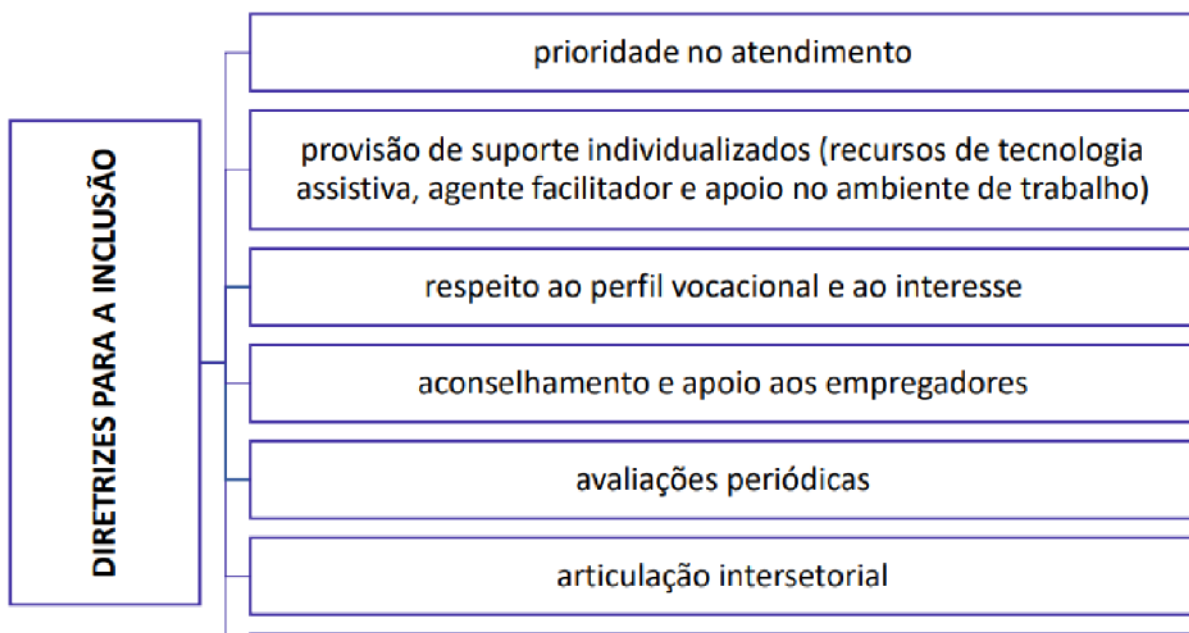 DIRETRIZES PARA A INCLUSÃO
prioridade no atendimento
provisão de suporte individualizados (recursos de tecnologia
assistiva, agente facilitador e apoio no ambiente de trabalho)
respeito ao perfil vocacional e ao interesse
aconselhamento e apoio aos empregadores
avaliações periódicas
articulação intersetorial